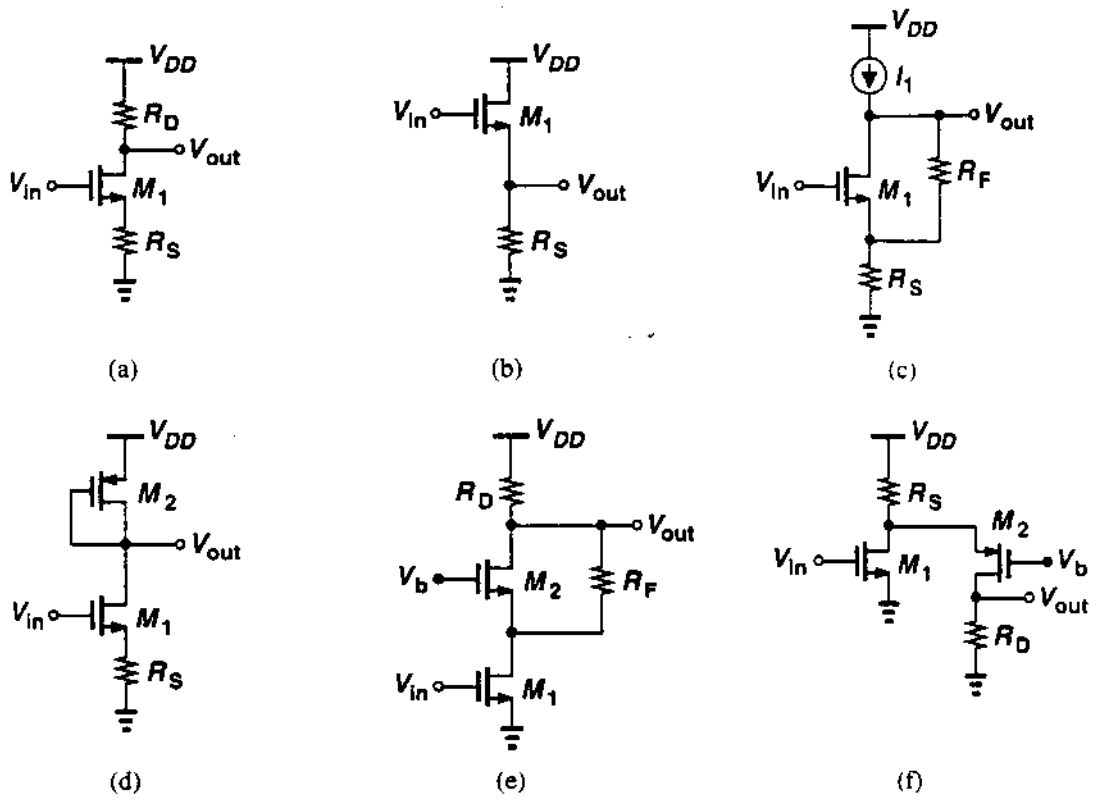 V_DD
R_D
V_out
V_in
M_1
R_S
(a)
V_DD
V_in
M_1
V_out
R_S
(b)
V_DD
I_1
V_out
V_in
M_1
R_F
R_S
(c)
V_DD
M_2
V_out
V_in
M_1
R_S
(d)
V_DD
R_D
V_out
V_b
M_2
R_F
V_in
M_1
(e)
V_DD
R_S
M_2
V_in
M_1
V_b
V_out
R_D
(f)